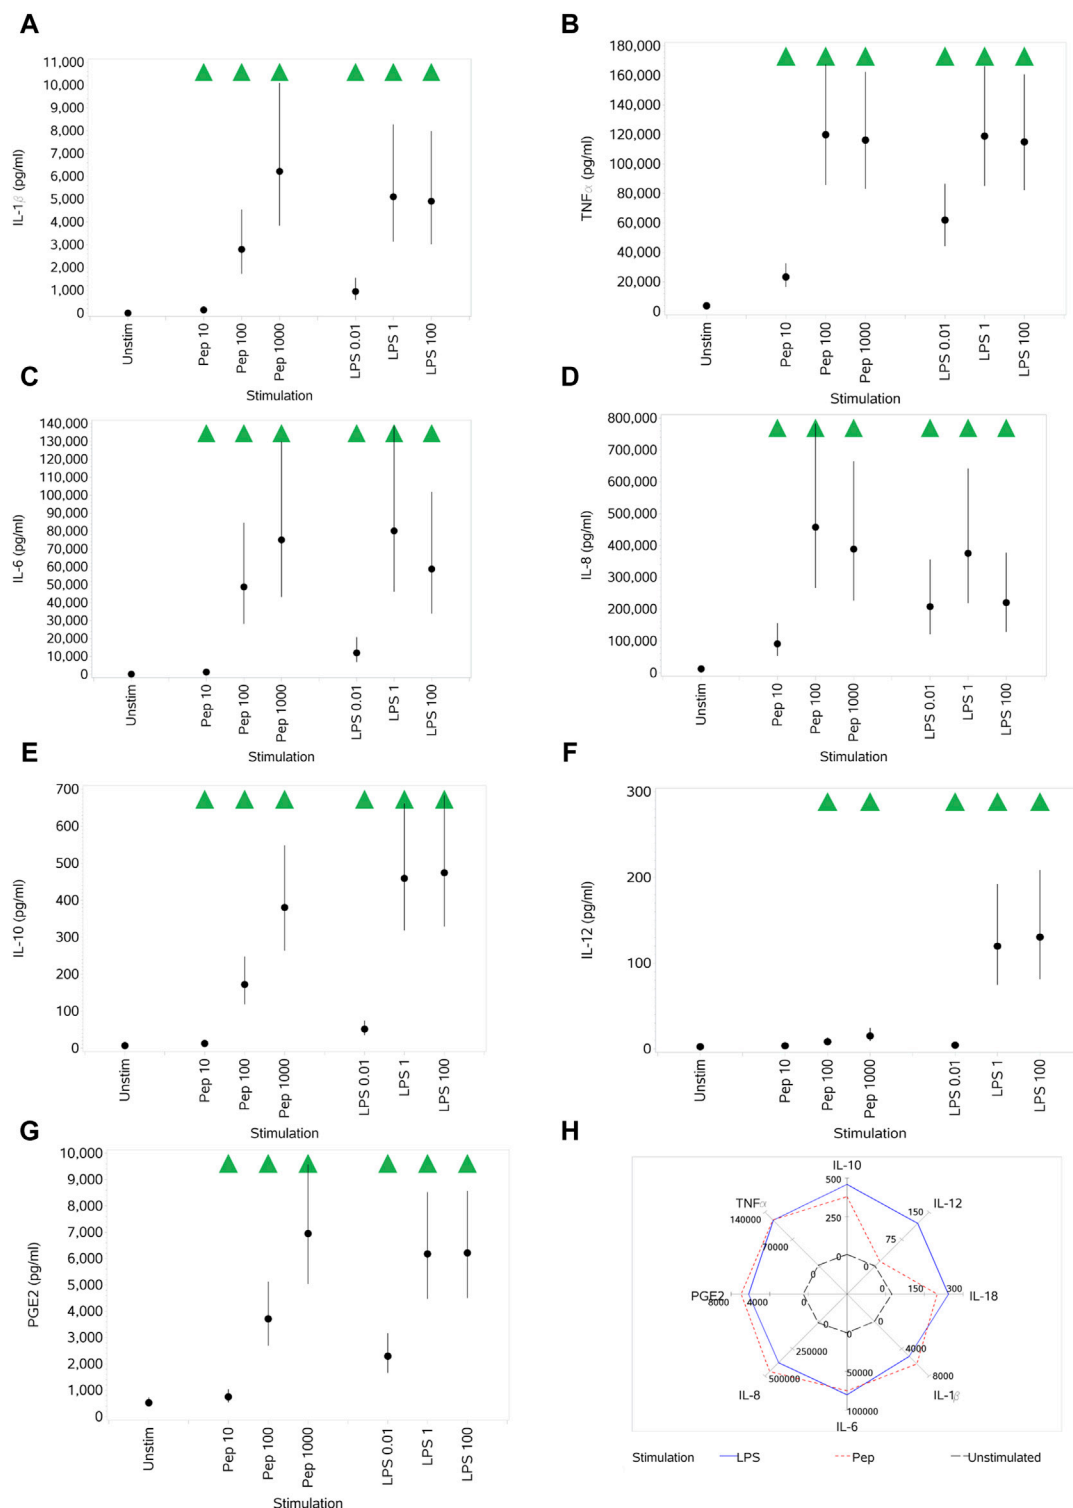 A
IL-1β (pg/ml)
11,000
10,000
9,000
8,000
7,000
6,000
5,000
4,000
3,000
2,000
1,000
0
Unstim
Pep 10
Pep 100
Pep 1000
LPS 0.01
LPS 1
LPS 100
Stimulation
B
TNFα (pg/ml)
180,000
160,000
140,000
120,000
100,000
80,000
60,000
40,000
20,000
0
Unstim
Pep 10
Pep 100
Pep 1000
LPS 0.01
LPS 1
LPS 100
Stimulation
C
IL-6 (pg/ml)
140,000
130,000
120,000
110,000
100,000
90,000
80,000
70,000
60,000
50,000
40,000
30,000
20,000
10,000
0
Unstim
Pep 10
Pep 100
Pep 1000
LPS 0.01
LPS 1
LPS 100
Stimulation
D
IL-8 (pg/ml)
800,000
700,000
600,000
500,000
400,000
300,000
200,000
100,000
0
Unstim
Pep 10
Pep 100
Pep 1000
LPS 0.01
LPS 1
LPS 100
Stimulation
E
IL-10 (pg/ml)
700
600
500
400
300
200
100
0
Unstim
Pep 10
Pep 100
Pep 1000
LPS 0.01
LPS 1
LPS 100
Stimulation
F
IL-12 (pg/ml)
300
200
100
0
Unstim
Pep 10
Pep 100
Pep 1000
LPS 0.01
LPS 1
LPS 100
Stimulation
G
PGE2 (pg/ml)
10,000
9,000
8,000
7,000
6,000
5,000
4,000
3,000
2,000
1,000
0
Unstim
Pep 10
Pep 100
Pep 1000
LPS 0.01
LPS 1
LPS 100
Stimulation
H
IL-10
500
250
0
IL-12
150
75
0
IL-18
300
150
0
IL-1β
8000
4000
0
IL-6
100000
50000
0
IL-8
500000
250000
0
PGE2
8000
4000
0
TNFα
140000
70000
0
Stimulation LPS Pep Unstimulated